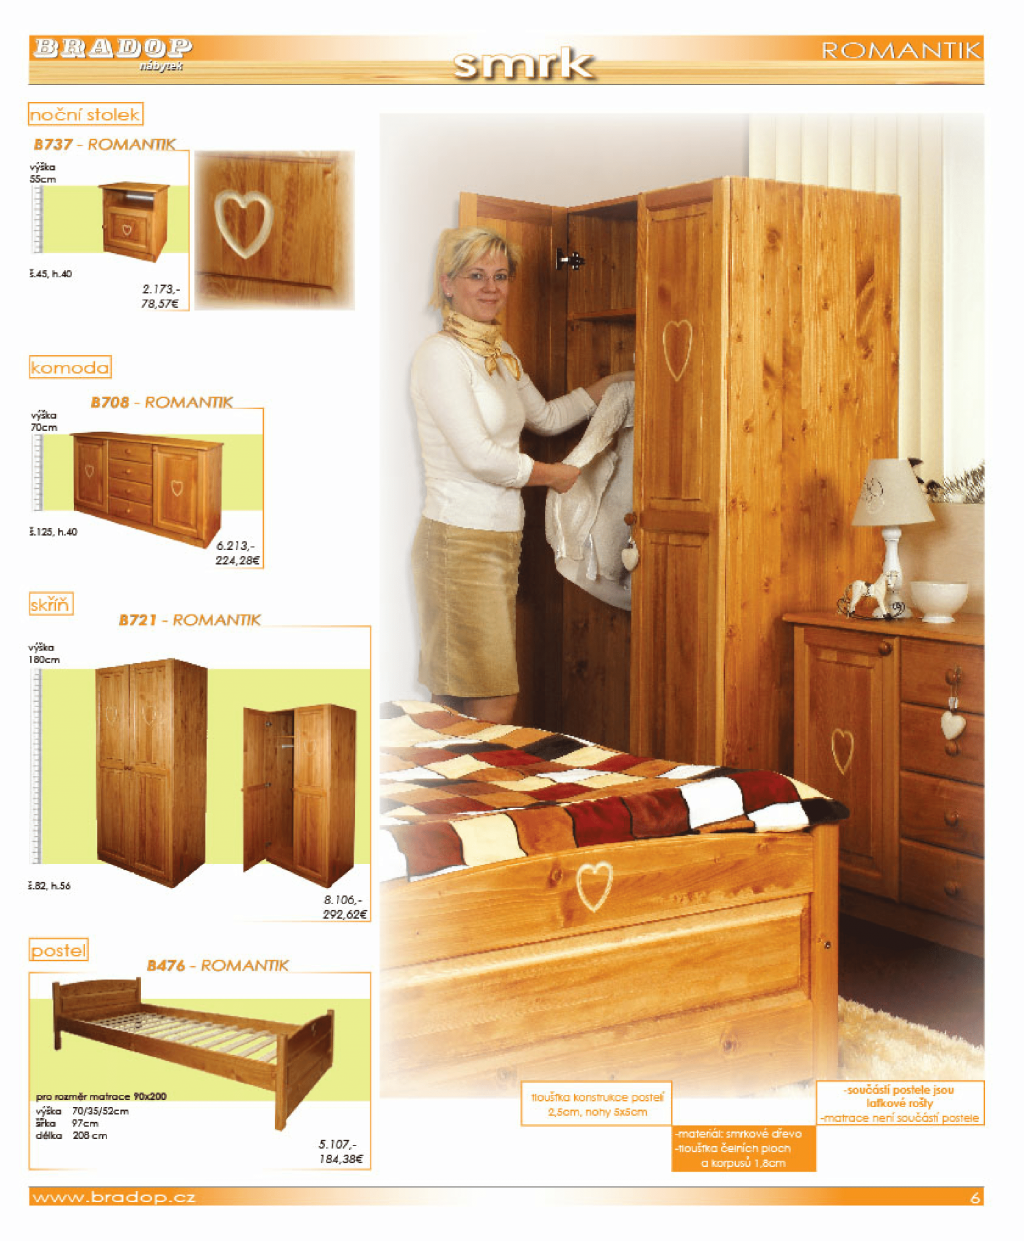 BRADOP
nábytek
smrk
ROMANTIK
noční stolek
B737 - ROMANTIK
výška
55cm
š.45, h.40
2.173,-
78,57€
komoda
B708 - ROMANTIK
výška
70cm
š.125, h.40
6.213,-
224,28€
skříň
B721 - ROMANTIK
výška
180cm
š.82, h.56
8.106,-
292,62€
postel
B476 - ROMANTIK
pro rozměr matrace 90x200
výška 70/35/52cm
šířka 97cm
délka 208 cm
5.107,-
184,38€
tloušťka konstrukce postelí
2,5cm, nohy 5x5cm
-materiál: smrkové dřevo
-tloušťka čelních ploch
a korpusů 1,8cm
-součástí postele jsou
laťkové rošty
-matrace není součástí postele
www.bradop.cz
6